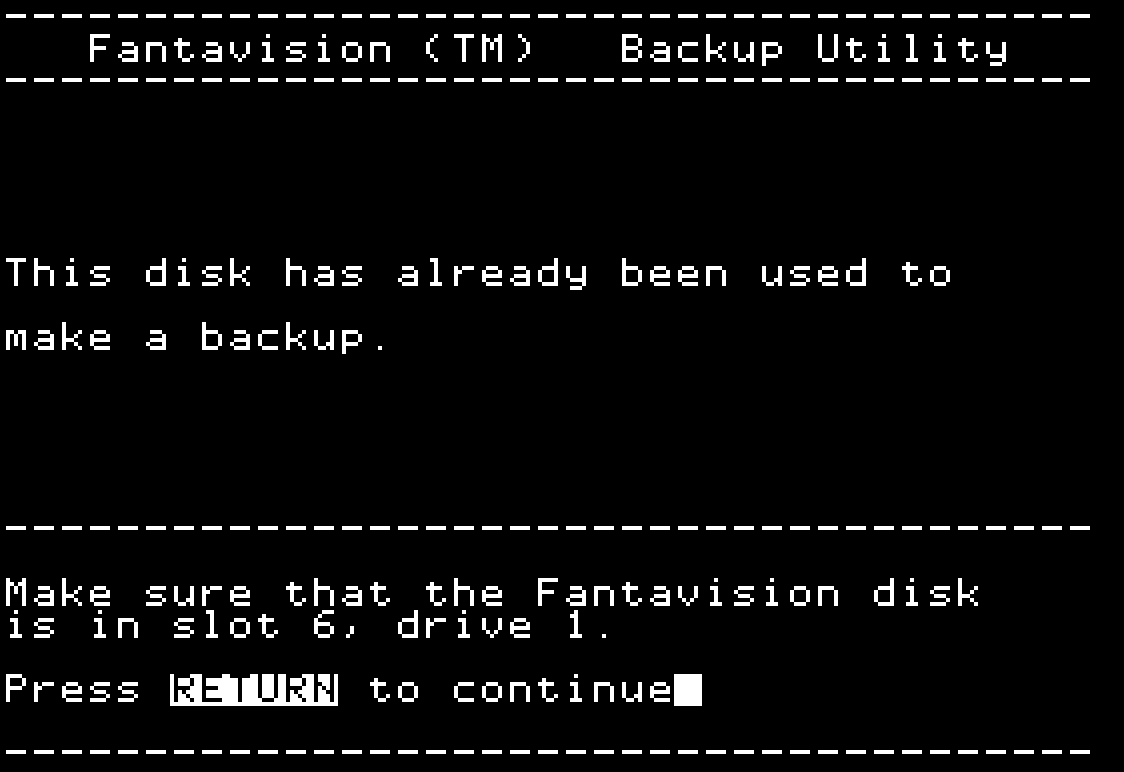 ---------------------------------------
Fantavision (TM)   Backup Utility
---------------------------------------
This disk has already been used to
make a backup.
---------------------------------------
Make sure that the Fantavision disk
is in slot 6, drive 1.
Press RETURN to continue
---------------------------------------